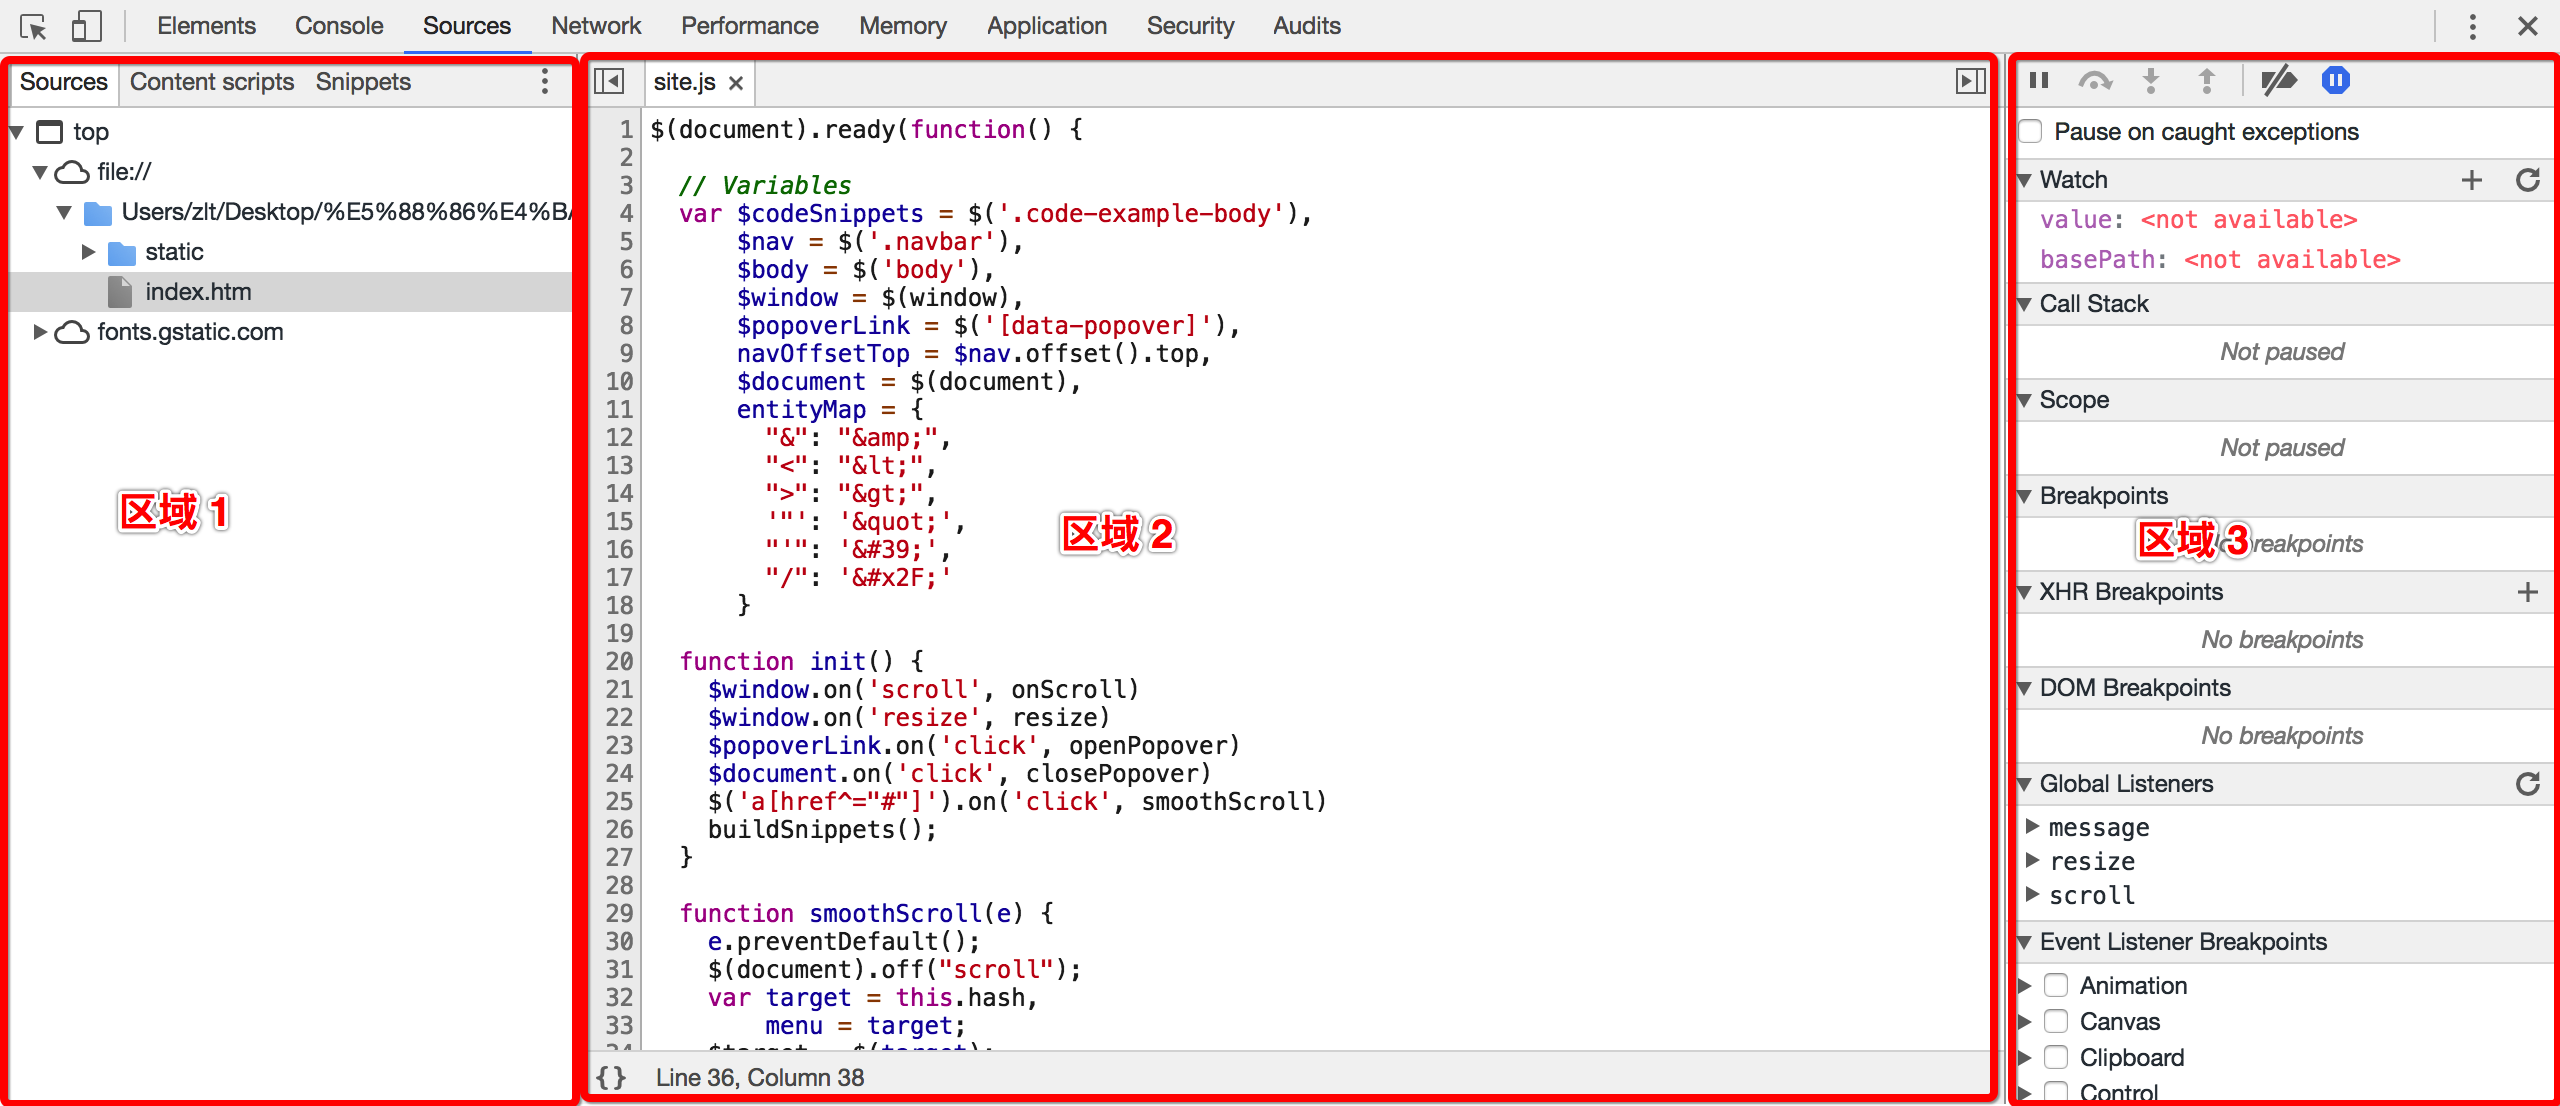 Elements Console Sources Network Performance Memory Application Security Audits
Sources Content scripts Snippets
top
file://
Users/zlt/Desktop/%E5%88%86%E4%B
static
index.htm
fonts.gstatic.com
区域 1
site.js
1 $(document).ready(function() {
2
3 // Variables
4 var $codeSnippets = $('.code-example-body'),
5 $nav = $('.navbar'),
6 $body = $('body'),
7 $window = $(window),
8 $popoverLink = $('[data-popover]'),
9 navOffsetTop = $nav.offset().top,
10 $document = $(document),
11 entityMap = {
12 "&": "&amp;",
13 "<": "&lt;",
14 ">": "&gt;",
15 '"': '&quot;',
16 "'": '&#39;',
17 "/": '&#x2F;'
18 }
19
20 function init() {
21 $window.on('scroll', onScroll)
22 $window.on('resize', resize)
23 $popoverLink.on('click', openPopover)
24 $document.on('click', closePopover)
25 $('a[href^="#"]').on('click', smoothScroll)
26 buildSnippets();
27 }
28
29 function smoothScroll(e) {
30 e.preventDefault();
31 $(document).off("scroll");
32 var target = this.hash,
33 menu = target;
34 $target = $(target);
区域 2
{} Line 36, Column 38
Pause on caught exceptions
Watch
value: <not available>
basePath: <not available>
Call Stack
Not paused
Scope
Not paused
Breakpoints
区域 3
breakpoints
XHR Breakpoints
No breakpoints
DOM Breakpoints
No breakpoints
Global Listeners
message
resize
scroll
Event Listener Breakpoints
Animation
Canvas
Clipboard
Control